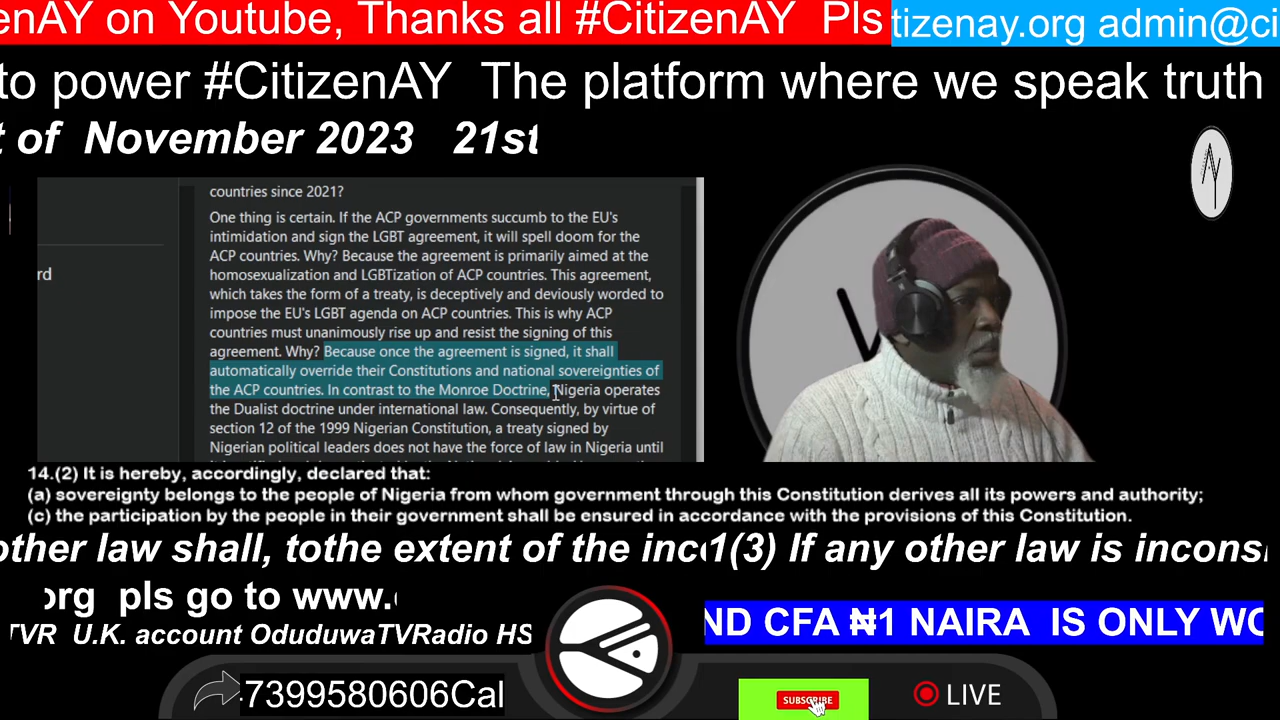 enAY on Youtube, Thanks all #CitizenAY  Pls
tizenay.org admin@ci
to power #CitizenAY  The platform where we speak truth
t of  November 2023   21st
countries since 2021?
One thing is certain. If the ACP governments succumb to the EU's
intimidation and sign the LGBT agreement, it will spell doom for the
ACP countries. Why? Because the agreement is primarily aimed at the
homosexualization and LGBTization of ACP countries. This agreement,
which takes the form of a treaty, is deceptively and deviously worded to
impose the EU's LGBT agenda on ACP countries. This is why ACP
countries must unanimously rise up and resist the signing of this
agreement. Why? Because once the agreement is signed, it shall
automatically override their Constitutions and national sovereignties of
the ACP countries. In contrast to the Monroe Doctrine, Nigeria operates
the Dualist doctrine under international law. Consequently, by virtue of
section 12 of the 1999 Nigerian Constitution, a treaty signed by
Nigerian political leaders does not have the force of law in Nigeria until
rd
AY
14.(2) It is hereby, accordingly, declared that:
(a) sovereignty belongs to the people of Nigeria from whom government through this Constitution derives all its powers and authority;
(c) the participation by the people in their government shall be ensured in accordance with the provisions of this Constitution.
other law shall, tothe extent of the inc
1(3) If any other law is incons
org  pls go to www.
TVR  U.K. account OduduwaTVRadio HS
ND CFA ₦1 NAIRA  IS ONLY WO
7399580606Cal
SUBSCRIBE
LIVE